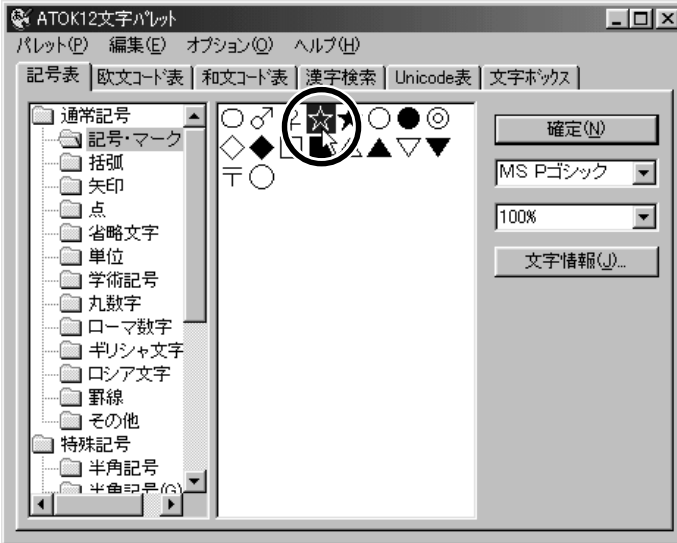 ATOK12文字パレット
パレット(P) 編集(E) オプション(O) ヘルプ(H)
記号表 欧文コード表 和文コード表 漢字検索 Unicode表 文字ボックス
通常記号
記号・マーク
括弧
矢印
点
省略文字
単位
学術記号
丸数字
ローマ数字
ギリシャ文字
ロシア文字
罫線
その他
特殊記号
半角記号
半角記号(G)
○♂♀☆★○●◎
◇◆□■△▲▽▼
〒○
確定(N)
MS Pゴシック
100%
文字情報(J)...